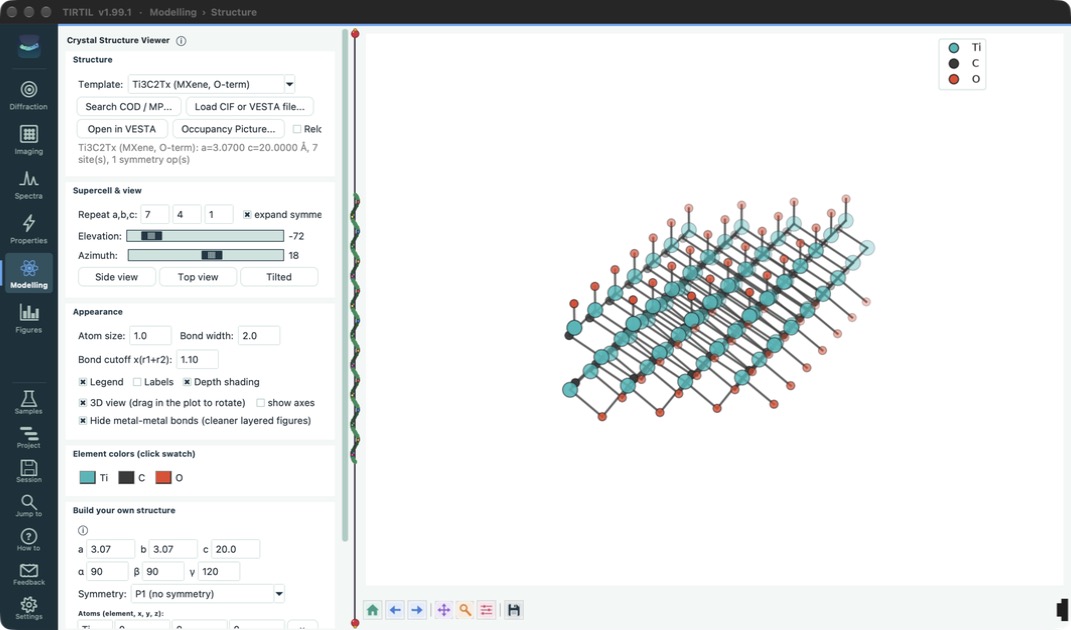 TIRTIL v1.99.1 - Modelling › Structure
Crystal Structure Viewer
Structure
Template: Ti3C2Tx (MXene, O-term)
Search COD / MP... Load CIF or VESTA file...
Open in VESTA Occupancy Picture...
Ti3C2Tx (MXene, O-term): a=3.0700 c=20.0000 Å, 7
site(s), 1 symmetry op(s)
Supercell & view
Repeat a,b,c: 7 4 1 expand symme
Elevation: -72
Azimuth: 18
Side view Top view Tilted
Appearance
Atom size: 1.0 Bond width: 2.0
Bond cutoff x(r1+r2): 1.10
Legend Labels Depth shading
3D view (drag in the plot to rotate) show axes
Hide metal-metal bonds (cleaner layered figures)
Element colors (click swatch)
Ti C O
Build your own structure
a 3.07 b 3.07 c 20.0
α 90 β 90 γ 120
Symmetry: P1 (no symmetry)
Atoms (element, x, y, z):
Diffraction
Imaging
Spectra
Properties
Modelling
Figures
Samples
Project
Session
Jump to
How to
Feedback
Settings
Ti
C
O